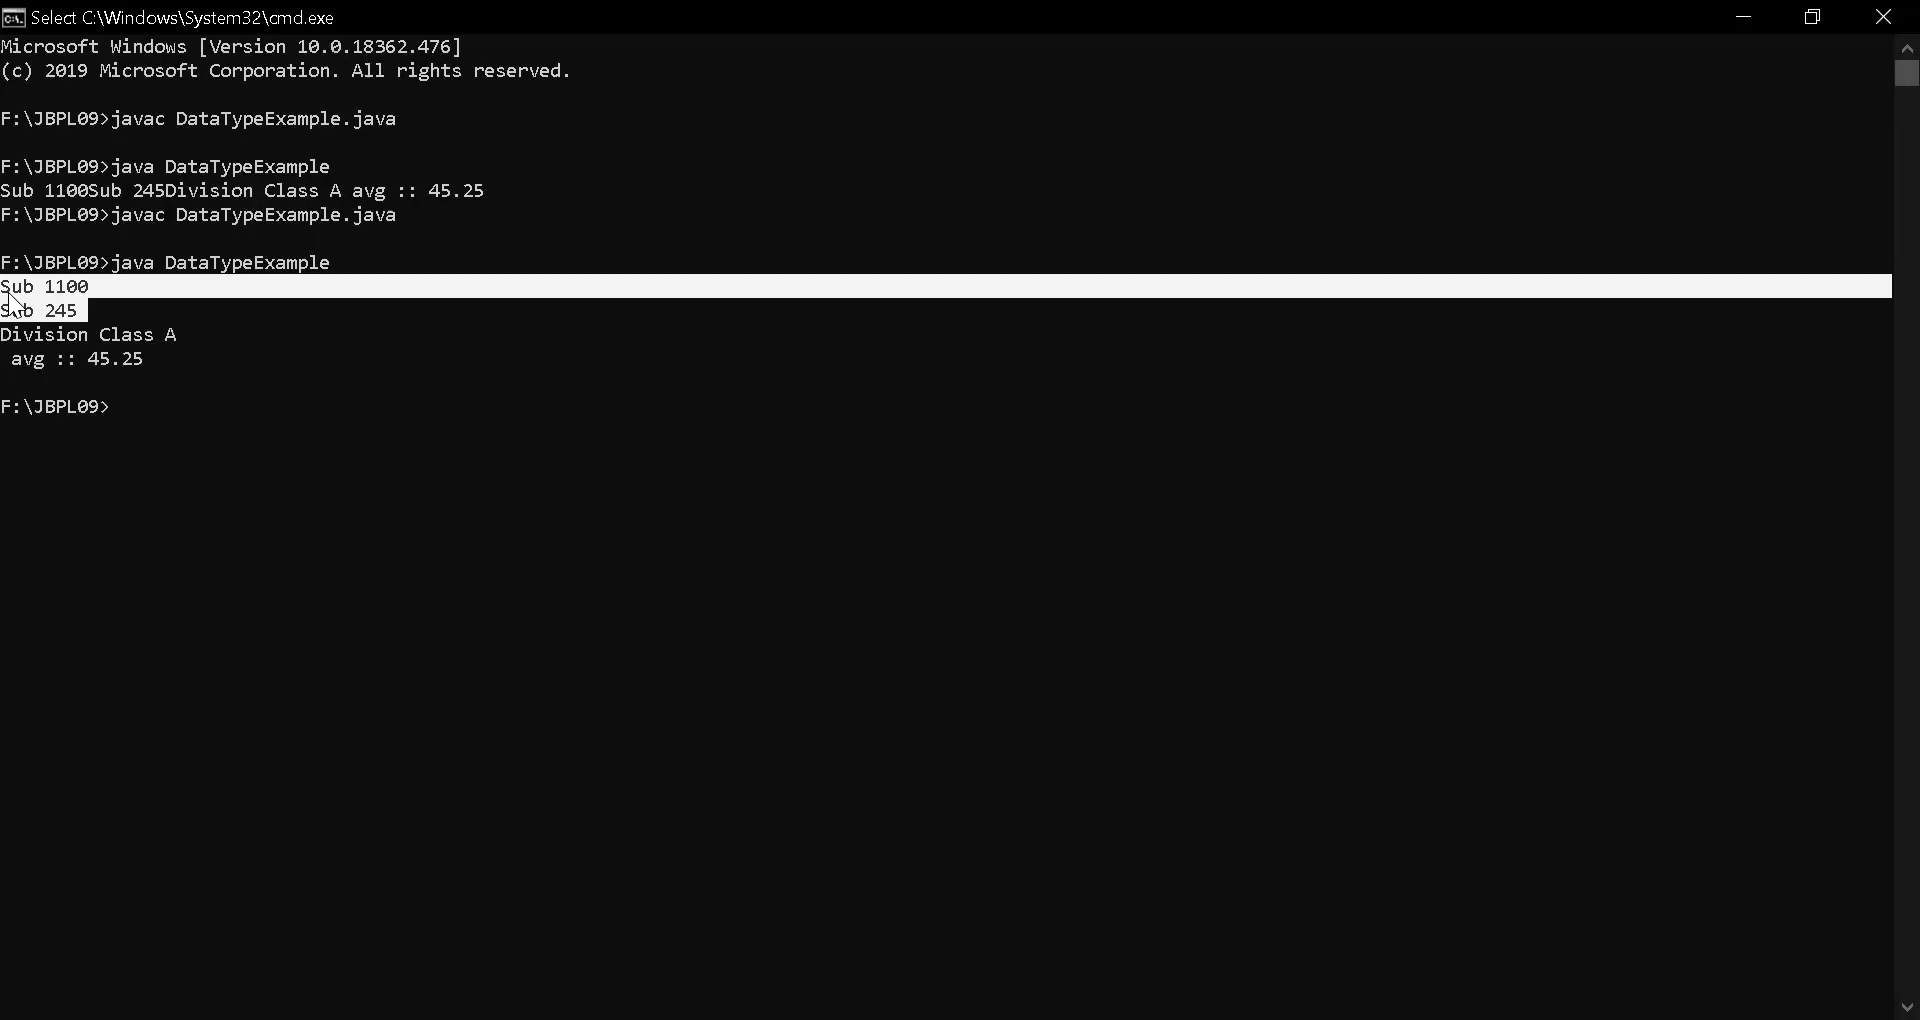 Select C:\Windows\System32\cmd.exe
Microsoft Windows [Version 10.0.18362.476]
(c) 2019 Microsoft Corporation. All rights reserved.
F:\JBPL09>javac DataTypeExample.java
F:\JBPL09>java DataTypeExample
Sub 1100Sub 245Division Class A avg :: 45.25
F:\JBPL09>javac DataTypeExample.java
F:\JBPL09>java DataTypeExample
Sub 1100
Sub 245
Division Class A
 avg :: 45.25
F:\JBPL09>